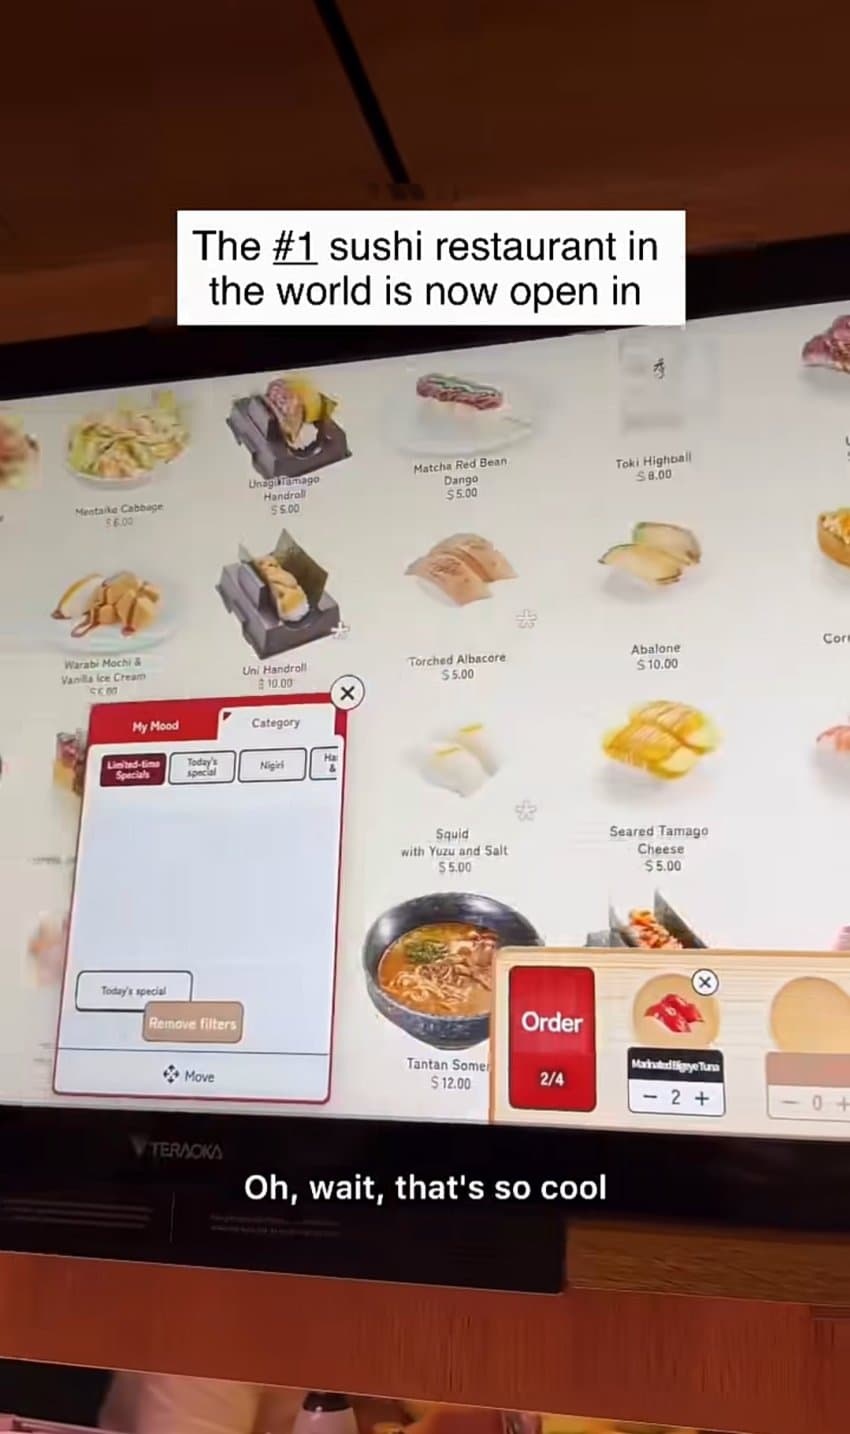 The #1 sushi restaurant in
the world is now open in
Mentaiko Cabbage
$6.00
Unagi Tamago
Handroll
$5.00
Matcha Red Bean
Dango
$5.00
Toki Highball
$8.00
Warabi Mochi &
Vanilla Ice Cream
Uni Handroll
$10.00
Torched Albacore
$5.00
Abalone
$10.00
Corn
My Mood
Category
Limited-time
Specials
Today's
special
Nigiri
Squid
with Yuzu and Salt
$5.00
Seared Tamago
Cheese
$5.00
Today's special
Remove filters
Move
Tantan Somen
$12.00
Order
2/4
Marinated Bigeye Tuna
− 2 +
− 0 +
TERAOKA
Oh, wait, that's so cool